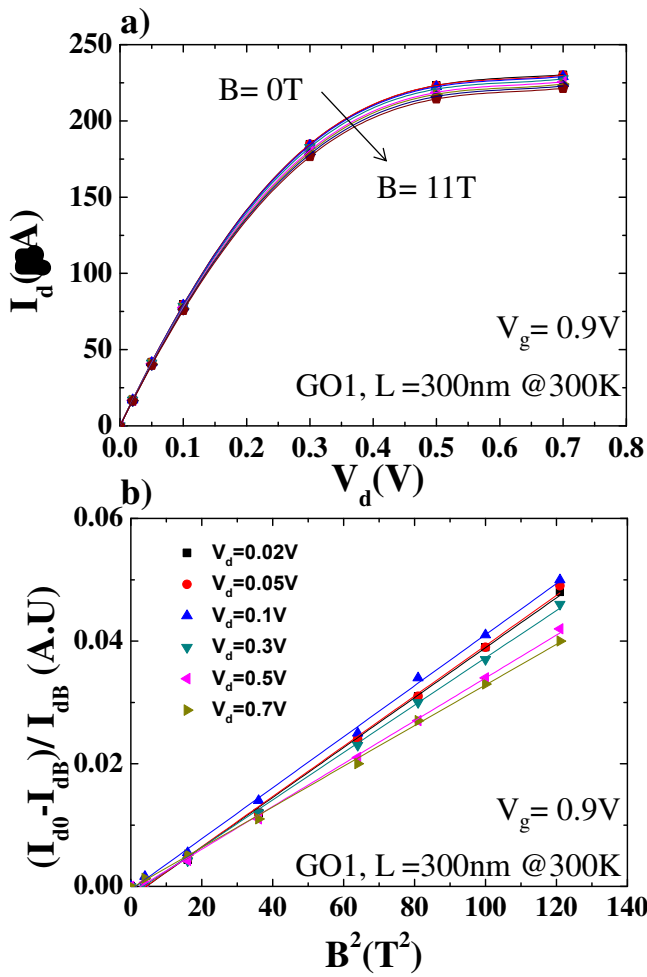 a)
250
200
150
100
50
0
B= 0T
B= 11T
V_g= 0.9V
GO1, L =300nm @300K
I_d(μA)
0.0 0.1 0.2 0.3 0.4 0.5 0.6 0.7 0.8
V_d(V)
b)
0.06
0.04
0.02
0.00
V_d=0.02V
V_d=0.05V
V_d=0.1V
V_d=0.3V
V_d=0.5V
V_d=0.7V
V_g= 0.9V
GO1, L =300nm @300K
(I_d0-I_dB)/ I_dB (A.U)
0 20 40 60 80 100 120 140
B²(T²)